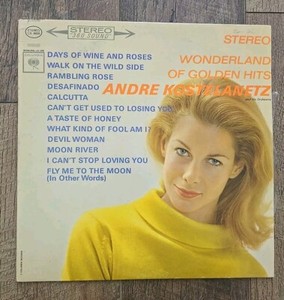 STEREO
360 SOUND
STEREO
WONDERLAND
OF GOLDEN HITS
ANDRE KOSTELANETZ
DAYS OF WINE AND ROSES
WALK ON THE WILD SIDE
RAMBLING ROSE
DESAFINADO
CALCUTTA
CAN'T GET USED TO LOSING YOU
A TASTE OF HONEY
WHAT KIND OF FOOL AM I?
DEVIL WOMAN
MOON RIVER
I CAN'T STOP LOVING YOU
FLY ME TO THE MOON
(In Other Words)